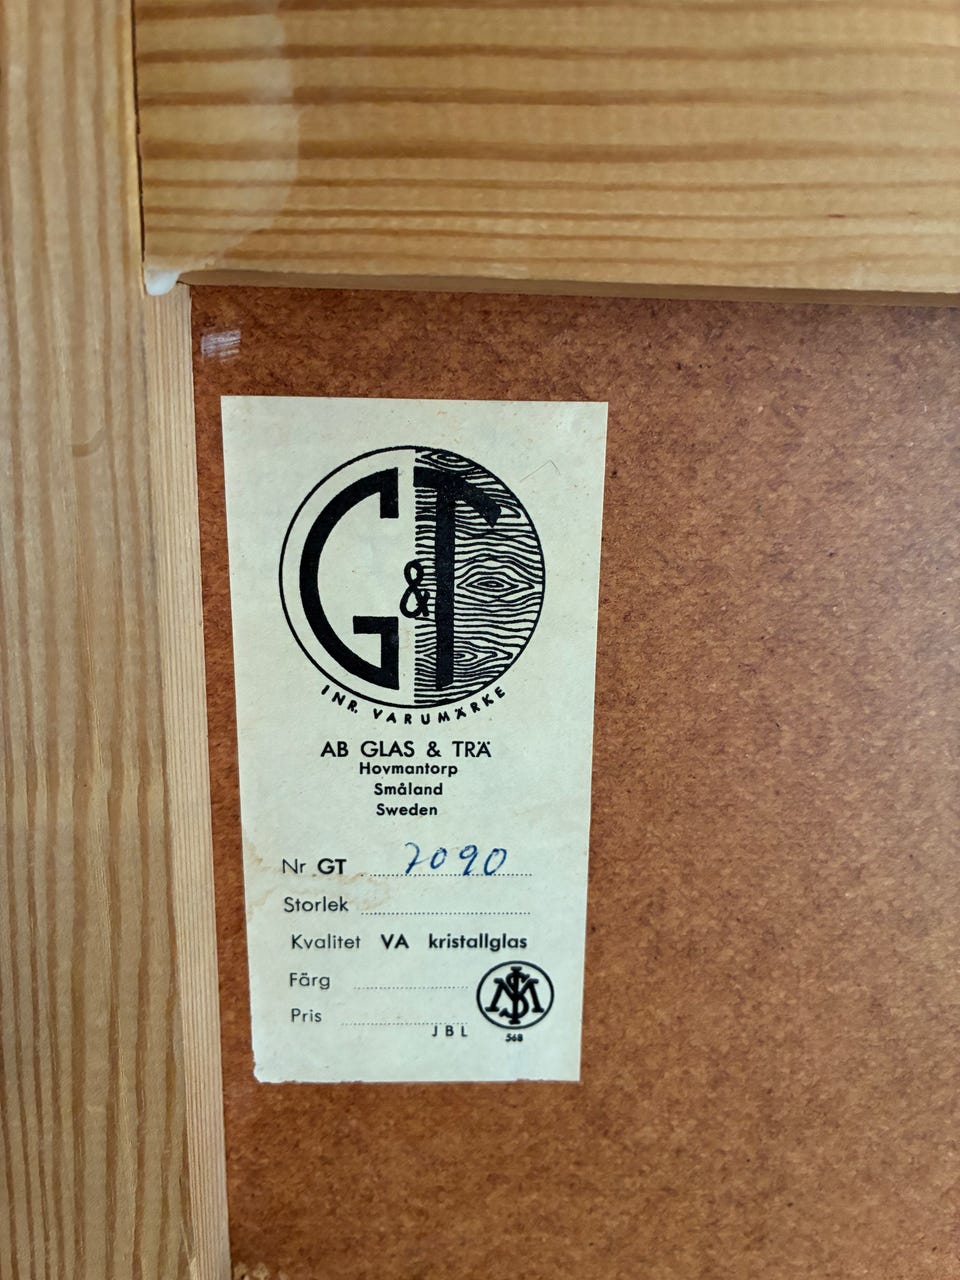 G&T
INR. VARUMÄRKE
AB GLAS & TRÄ
Hovmantorp
Småland
Sweden
Nr GT 7090
Storlek
Kvalitet VA kristallglas
Färg
Pris
JBL
568